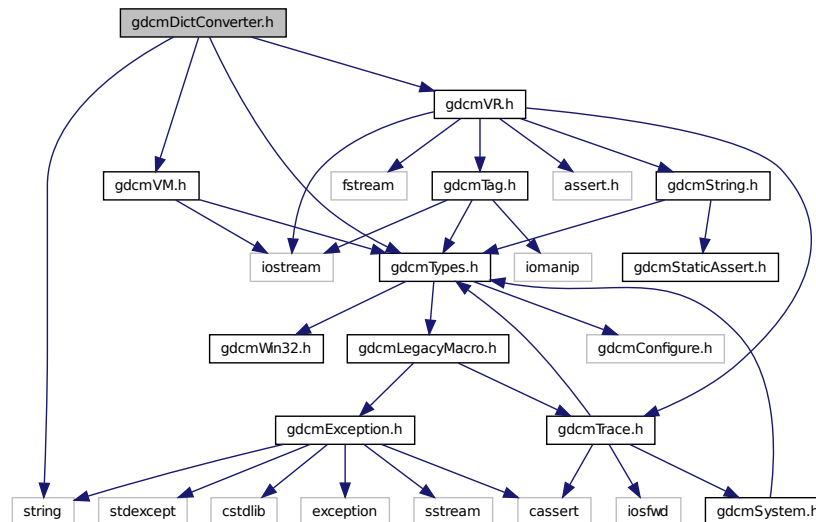 gdcmDictConverter.h
gdcmVR.h
gdcmVM.h
fstream
gdcmTag.h
assert.h
gdcmString.h
iostream
gdcmTypes.h
iomanip
gdcmStaticAssert.h
gdcmWin32.h
gdcmLegacyMacro.h
gdcmConfigure.h
gdcmException.h
gdcmTrace.h
string
stdexcept
cstdlib
exception
sstream
cassert
iosfwd
gdcmSystem.h